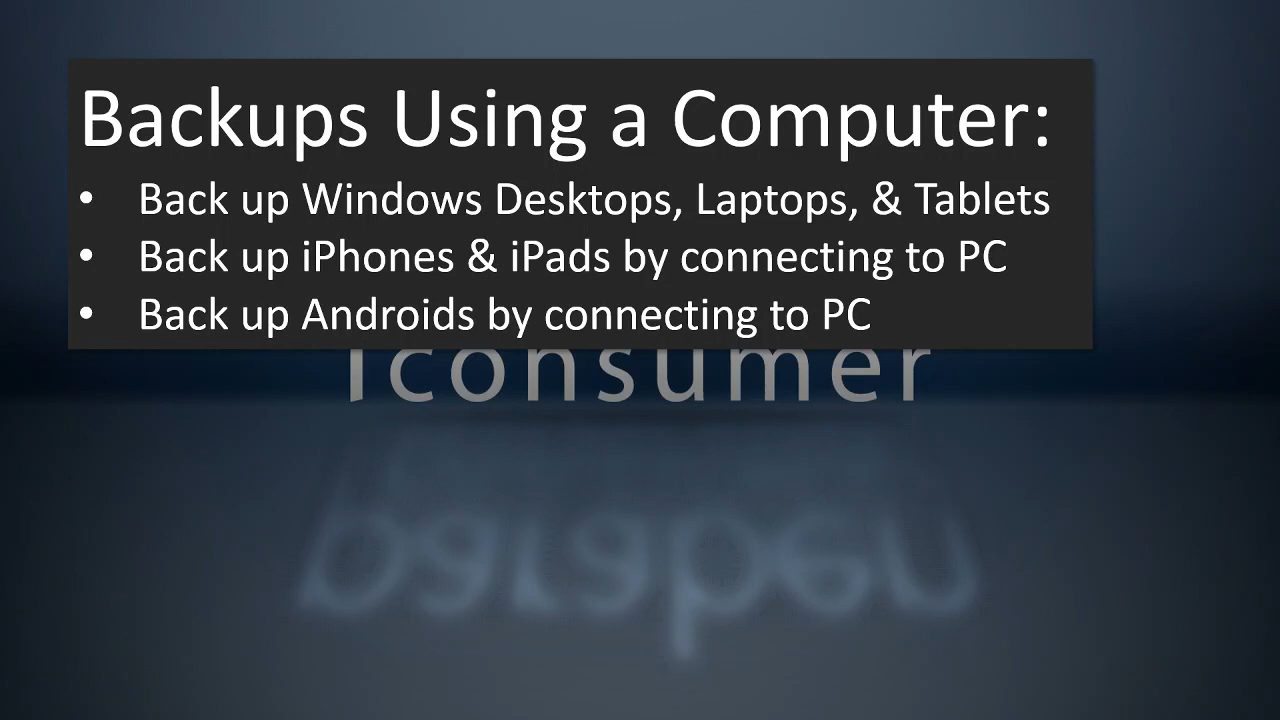 Backups Using a Computer:
• Back up Windows Desktops, Laptops, & Tablets
• Back up iPhones & iPads by connecting to PC
• Back up Androids by connecting to PC
iconsumer